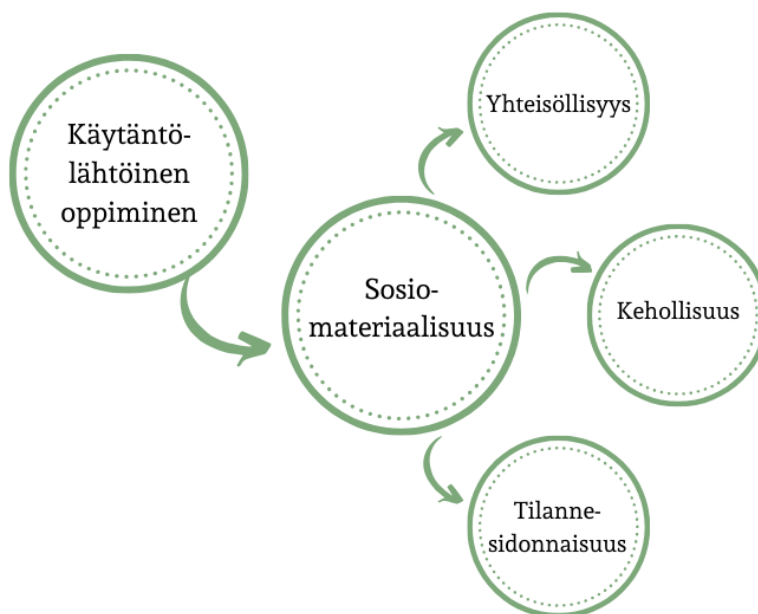 Käytäntö-
lähtöinen
oppiminen
Sosio-
materiaalisuus
Yhteisöllisyys
Kehollisuus
Tilanne-
sidonnaisuus